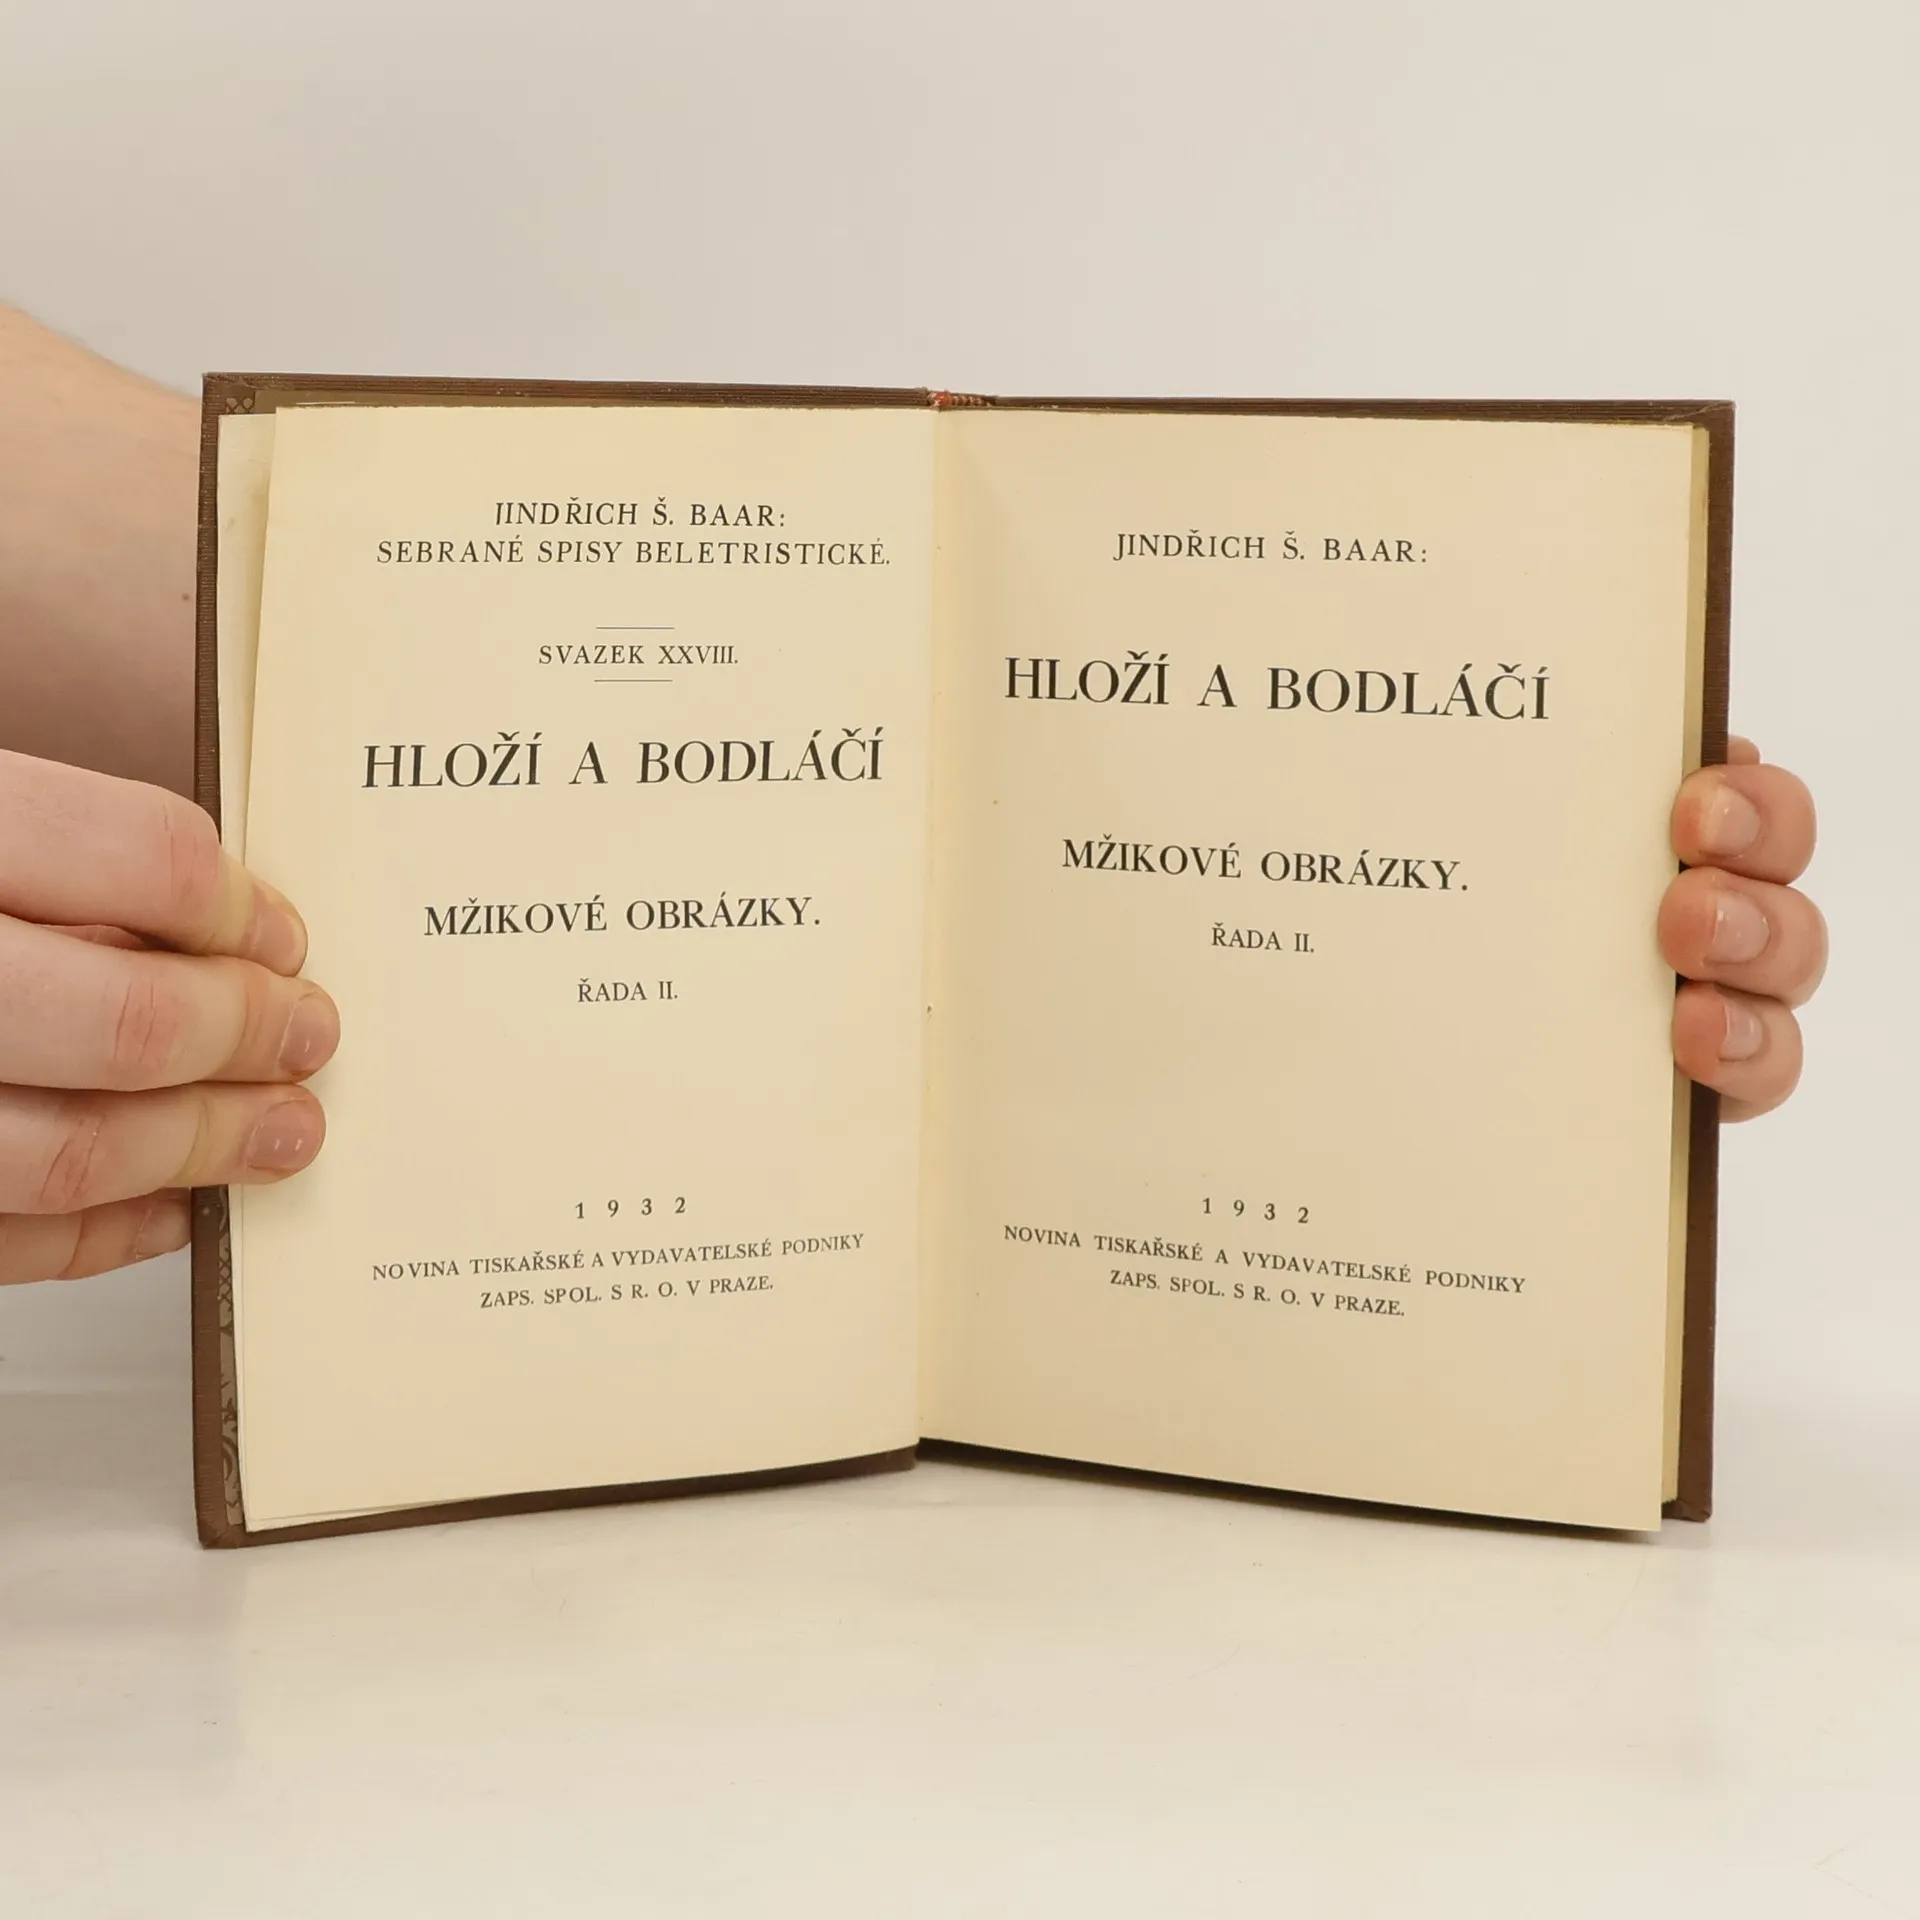 JINDŘICH Š. BAAR:
SEBRANÉ SPISY BELETRISTICKÉ.
SVAZEK XXVIII.
HLOŽÍ A BODLÁČÍ
MŽIKOVÉ OBRÁZKY.
ŘADA II.
1932
NOVINA TISKAŘSKÉ A VYDAVATELSKÉ PODNIKY
ZAPS. SPOL. S R. O. V PRAZE.
JINDŘICH Š. BAAR:
HLOŽÍ A BODLÁČÍ
MŽIKOVÉ OBRÁZKY.
ŘADA II.
1932
NOVINA TISKAŘSKÉ A VYDAVATELSKÉ PODNIKY
ZAPS. SPOL. S R. O. V PRAZE.